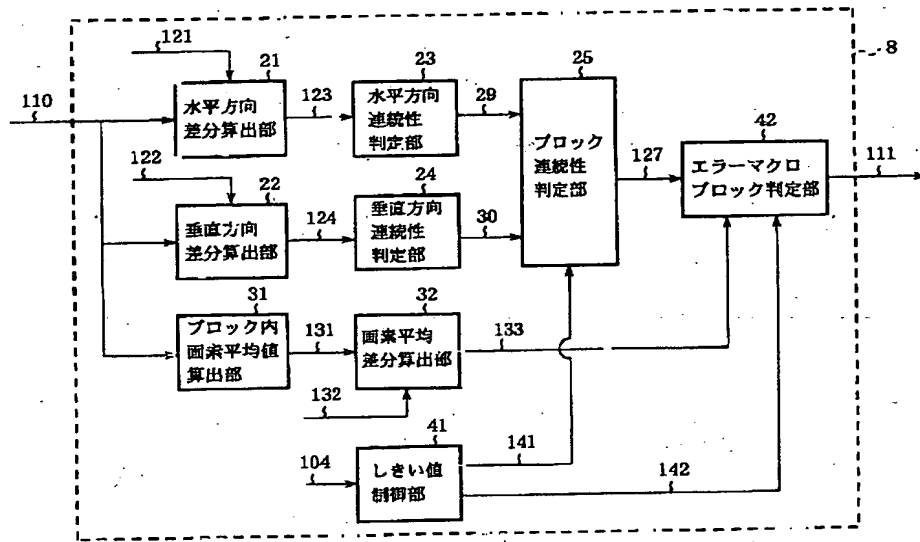 121
21
23
25
8
110
水平方向
差分算出部
123
水平方向
連続性
判定部
29
ブロック
連続性
判定部
42
127
エラーマクロ
ブロック判定部
111
122
22
24
垂直方向
差分算出部
124
垂直方向
連続性
判定部
30
31
32
ブロック内
画素平均値
算出部
131
画素平均
差分算出部
133
132
41
104
しきい値
制御部
141
142